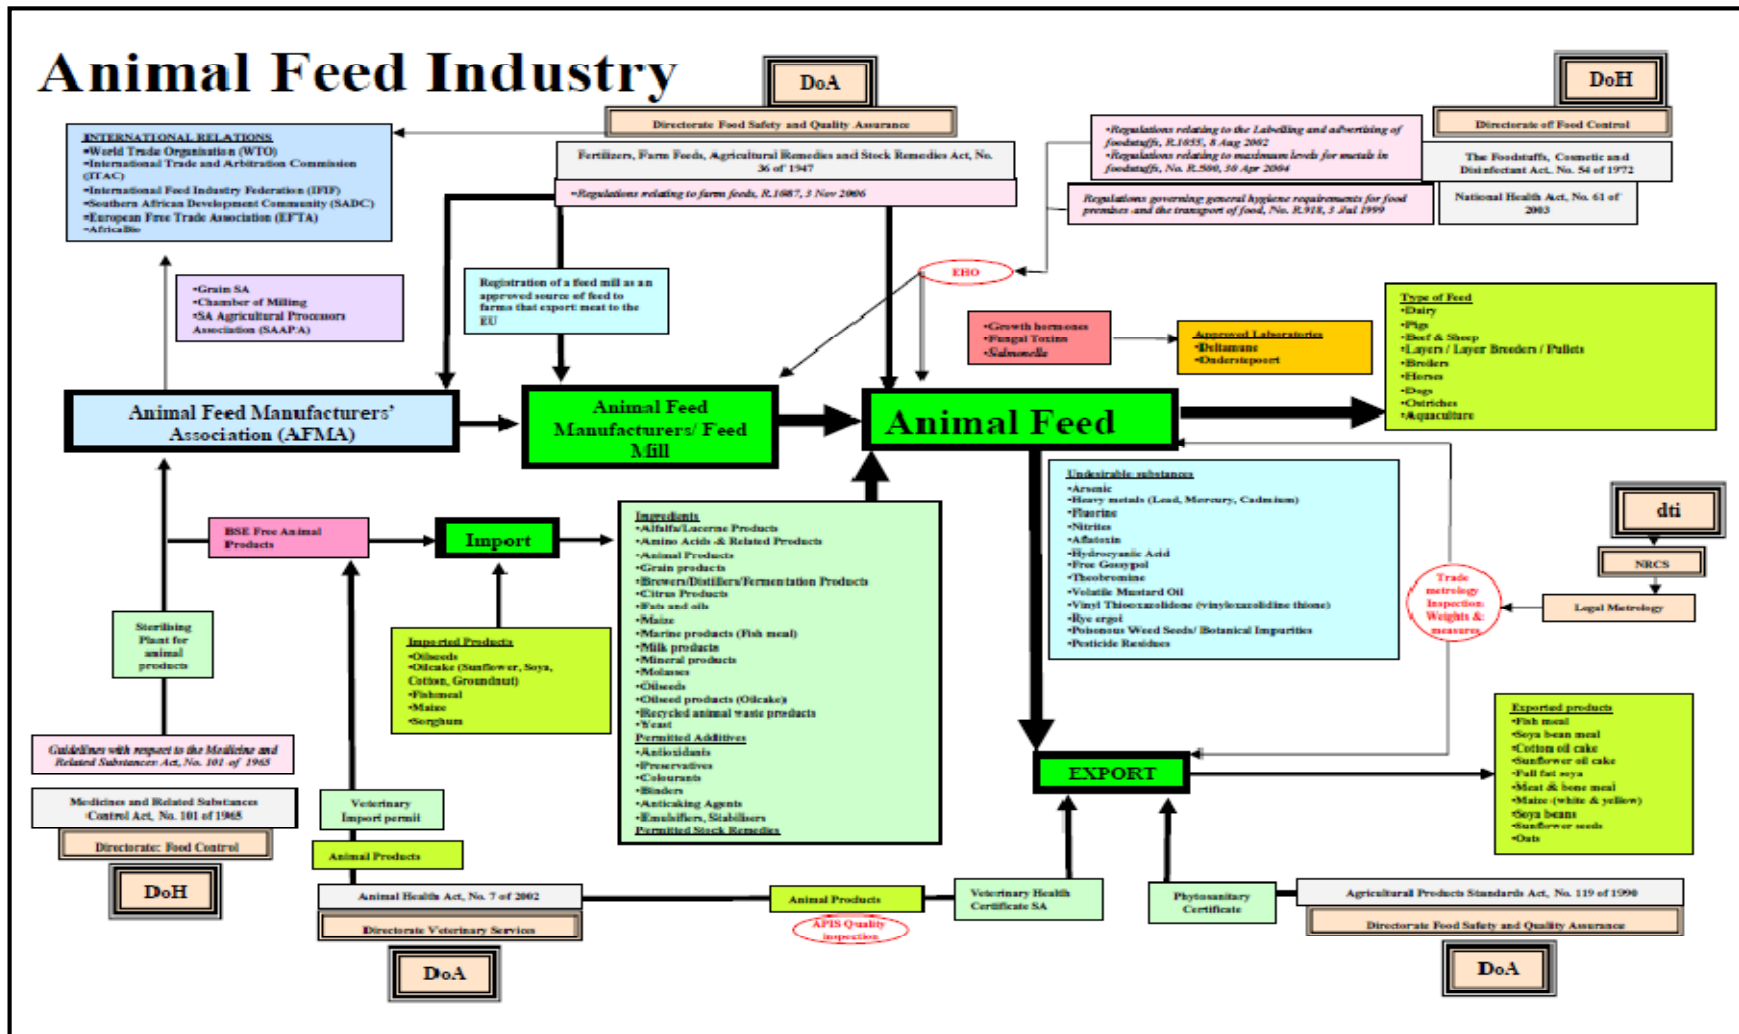 Animal Feed Industry
DoA
Directorate Food Safety and Quality Assurance
Fertilizers, Farm Feeds, Agricultural Remedies and Stock Remedies Act, No.
36 of 1947
•Regulations relating to farm feeds, R.1087, 3 Nov 2006
DoH
Directorate of Food Control
The Foodstuffs, Cosmetic and
Disinfectant Act, No. 54 of 1972
National Health Act, No. 61 of
2003
•Regulations relating to the Labelling and advertising of
foodstuffs, R.1055, 8 Aug 2002
•Regulations relating to maximum levels for metals in
foodstuffs, No. R.500, 30 Apr 2004
Regulations governing general hygiene requirements for food
premises and the transport of food, No. R.918, 3 Jul 1999
INTERNATIONAL RELATIONS
•World Trade Organisation (WTO)
•International Trade and Arbitration Commission
(ITAC)
•International Feed Industry Federation (IFIF)
•Southern African Development Community (SADC)
•European Free Trade Association (EFTA)
•AfricaBio
•Grain SA
•Chamber of Milling
•SA Agricultural Processors
Association (SAAPA)
Registration of a feed mill as an
approved source of feed to
farms that export meat to the
EU
EHO
•Growth hormones
•Fungal Toxins
•Salmonella
Approved Laboratories
•Deltamune
•Onderstepoort
Type of Feed
•Dairy
•Pigs
•Beef & Sheep
•Layers / Layer Breeders / Pullets
•Broilers
•Horses
•Dogs
•Ostriches
•Aquaculture
Animal Feed Manufacturers'
Association (AFMA)
Animal Feed
Manufacturers/ Feed
Mill
Animal Feed
Undesirable substances
•Arsenic
•Heavy metals (Lead, Mercury, Cadmium)
•Fluorine
•Nitrites
•Aflatoxin
•Hydrocyanic Acid
•Free Gossypol
•Theobromine
•Volatile Mustard Oil
•Vinyl Thiooxazolidone (vinyloxazolidine thione)
•Rye ergot
•Poisonous Weed Seeds/ Botanical Impurities
•Pesticide Residues
dti
NRCS
Legal Metrology
Trade
metrology
Inspection:
Weights &
measures
BSE Free Animal
Products
Import
Ingredients
•Alfalfa/Lucerne Products
•Amino Acids & Related Products
•Animal Products
•Grain products
•Brewers/Distillers/Fermentation Products
•Citrus Products
•Fats and oils
•Maize
•Marine products (Fish meal)
•Milk products
•Mineral products
•Molasses
•Oilseeds
•Oilseed products (Oilcake)
•Recycled animal waste products
•Yeast
Permitted Additives
•Antioxidants
•Preservatives
•Colourants
•Binders
•Anticaking Agents
•Emulsifiers, Stabilisers
Permitted Stock Remedies
Sterilising
Plant for
animal
products
Imported Products
•Oilseeds
•Oilcake (Sunflower, Soya,
Cotton, Groundnut)
•Fishmeal
•Maize
•Sorghum
Guidelines with respect to the Medicine and
Related Substances Act, No. 101 of 1965
Medicines and Related Substances
Control Act, No. 101 of 1965
Directorate: Food Control
DoH
Veterinary
Import permit
Animal Products
Animal Health Act, No. 7 of 2002
Directorate Veterinary Services
DoA
Animal Products
APIS Quality
inspection
Veterinary Health
Certificate SA
EXPORT
Exported products
•Fish meal
•Soya bean meal
•Cotton oil cake
•Sunflower oil cake
•Full fat soya
•Meat & bone meal
•Maize (white & yellow)
•Soya beans
•Sunflower seeds
•Oats
Phytosanitary
Certificate
Agricultural Products Standards Act, No. 119 of 1990
Directorate Food Safety and Quality Assurance
DoA